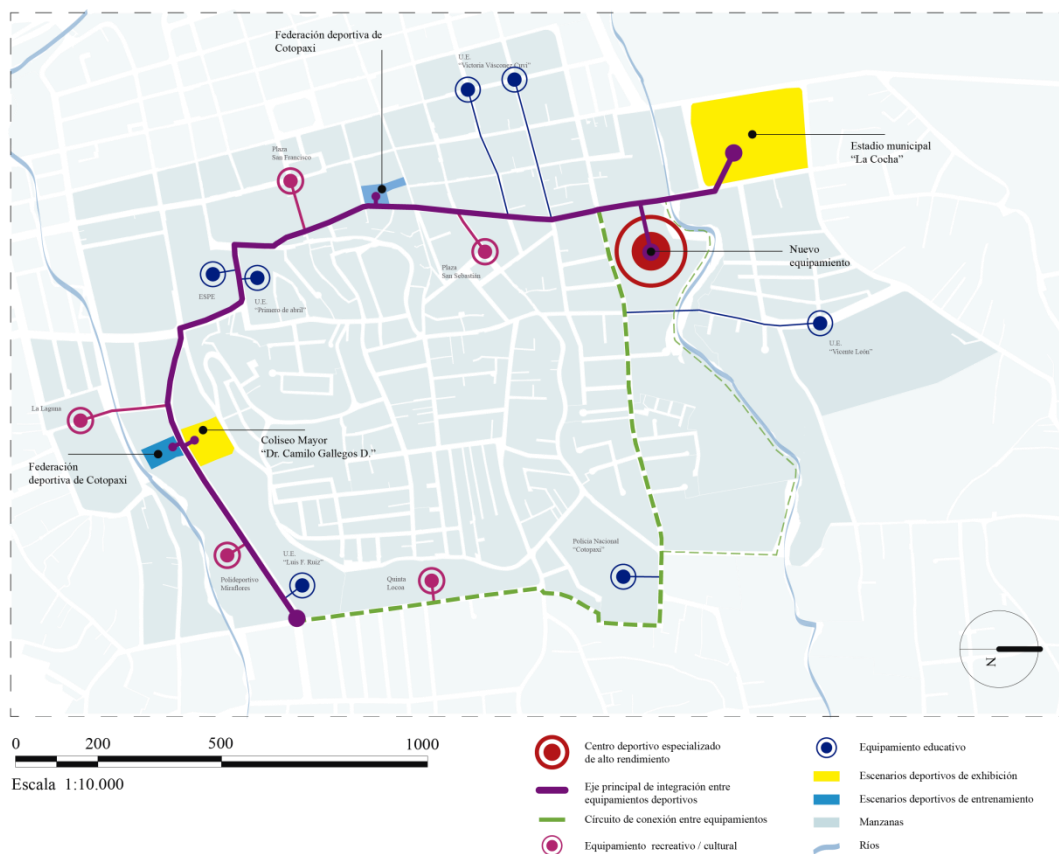 Federación deportiva de
Cotopaxi
U.E.
“Victoria Vásconez Cuvi”
Estadio municipal
“La Cocha”
Plaza
San Francisco
Nuevo
equipamiento
Plaza
San Sebastián
ESPE
U.E.
“Primero de abril”
U.E.
“Vicente León”
La Laguna
Coliseo Mayor
“Dr. Camilo Gallegos D.”
Federación
deportiva de Cotopaxi
Policia Nacional
“Cotopaxi”
U.E.
“Luis F. Ruiz”
Polideportivo
Miraflores
Quinta
Locoa
N
0 200 500 1000
Escala 1:10.000
Centro deportivo especializado
de alto rendimiento
Eje principal de integración entre
equipamientos deportivos
Círcuito de conexión entre equipamientos
Equipamiento recreativo / cultural
Equipamiento educativo
Escenarios deportivos de exhibición
Escenarios deportivos de entrenamiento
Manzanas
Ríos